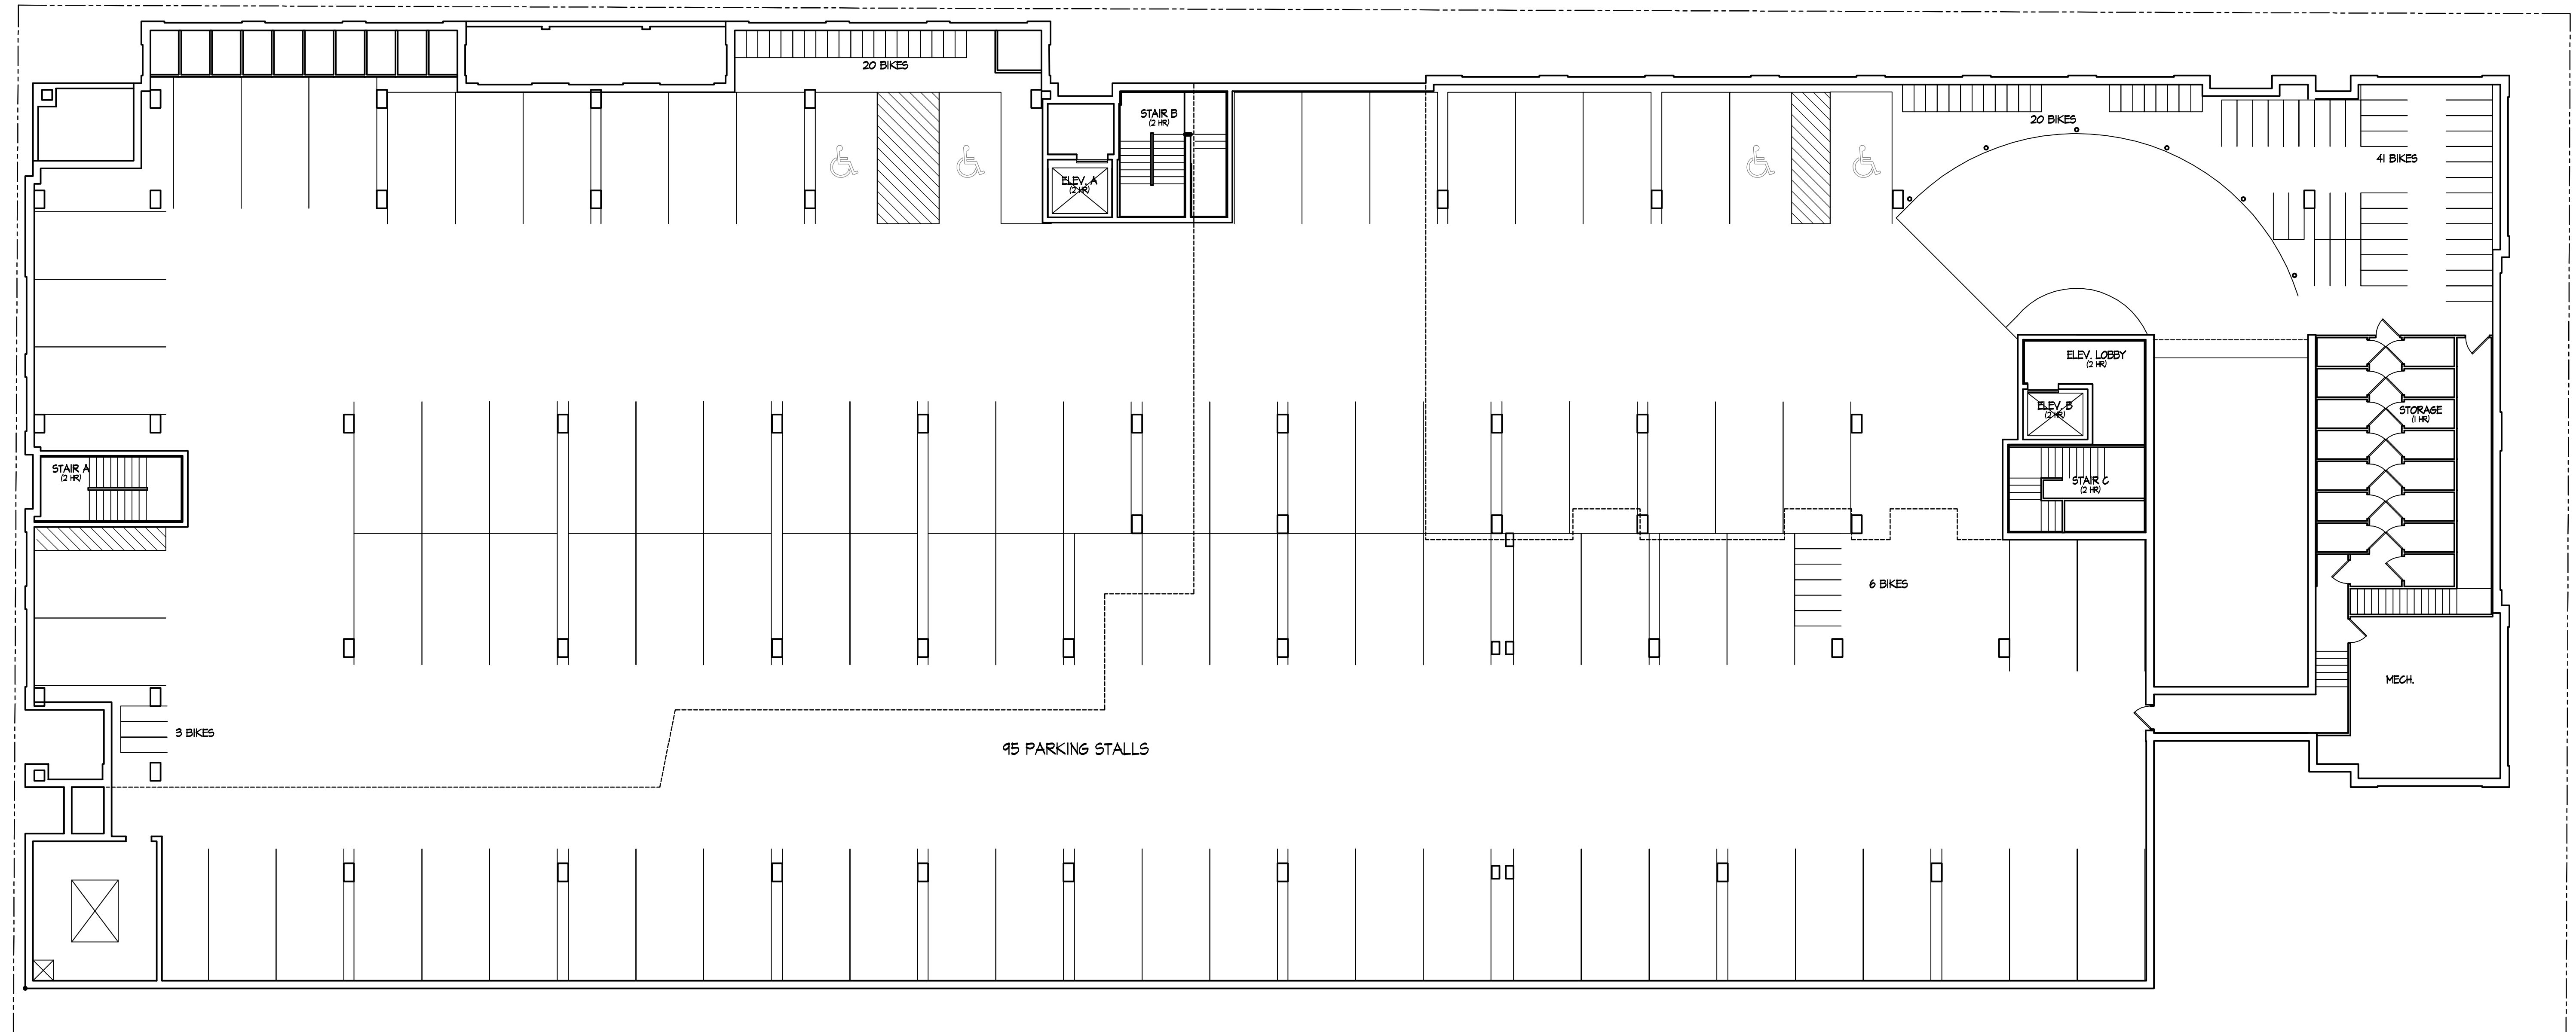 20 BIKES
STAIR B
(2 HR)
20 BIKES
41 BIKES
ELEV. A
(2 HR)
ELEV. LOBBY
(2 HR)
ELEV. B
(2 HR)
STORAGE
(1 HR)
STAIR A
(2 HR)
STAIR C
(2 HR)
6 BIKES
MECH.
3 BIKES
95 PARKING STALLS